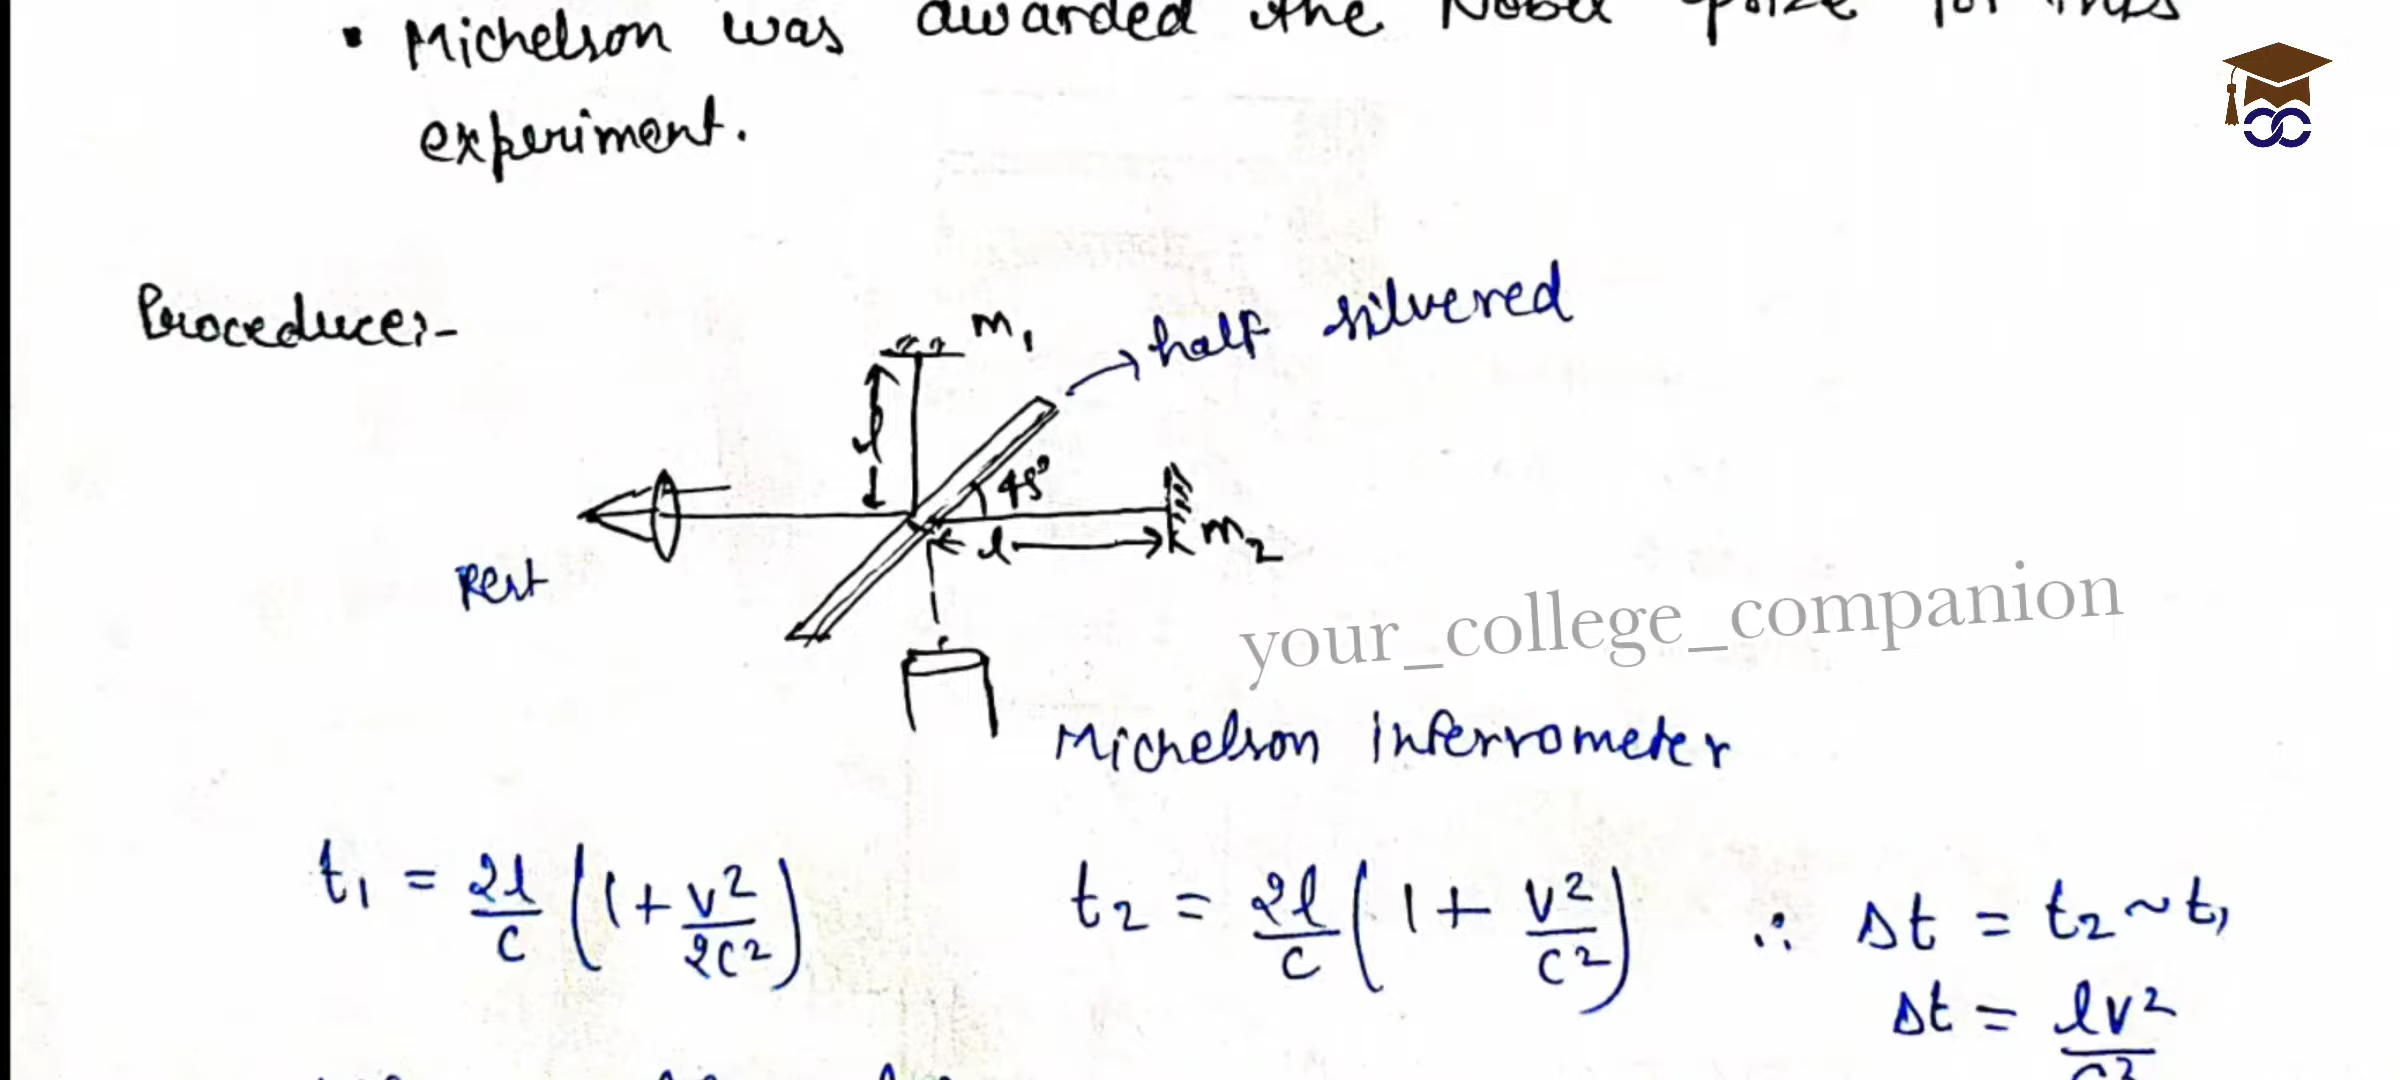 • Michelson was awarded the Nobel prize for this
experiment.
Procedure:-
m₁
half silvered
l
45°
l
m₂
Rest
your_college_companion
Michelson Inferrometer
t₁ = 2l/c (1 + v²/2c²) t₂ = 2l/c (1 + v²/c²) ∴ Δt = t₂ ~ t₁
Δt = lv²/c³